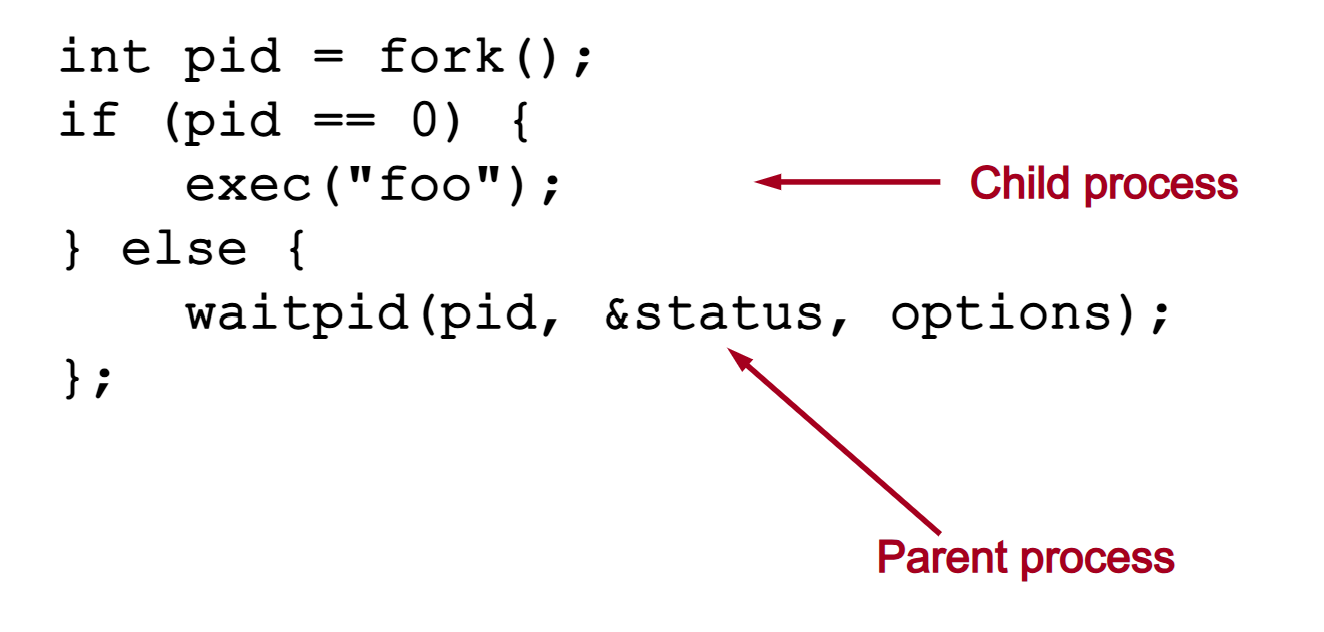 int pid = fork();
if (pid == 0) {
exec("foo");
Child process
} else {
waitpid(pid, &status, options);
};
Parent process